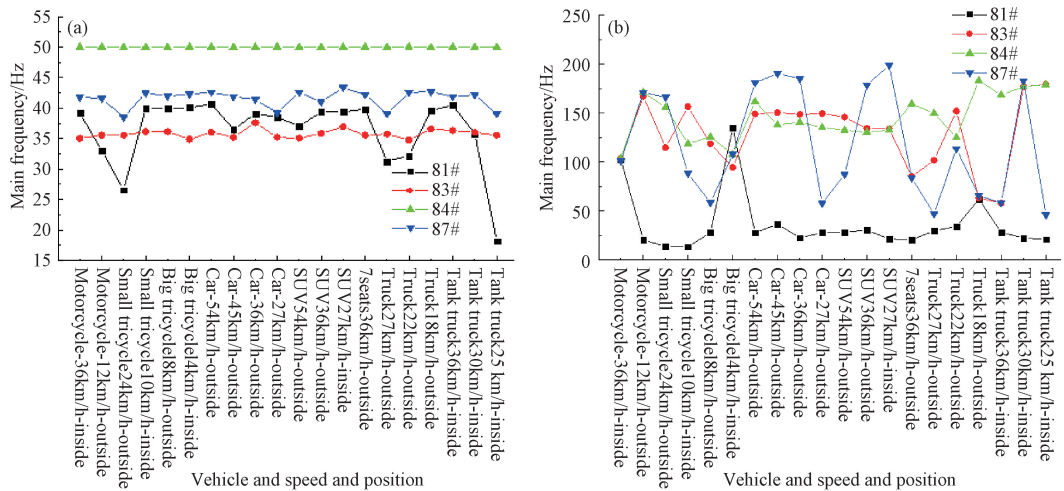 (a)
Main frequency/Hz
55
50
45
40
35
30
25
20
15
81#
83#
84#
87#
Motorcycle-36km/h-inside
Motorcycle-12km/h-outside
Small tricycle24km/h-outside
Small tricycle10km/h-inside
Big tricycle18km/h-outside
Big tricycle14km/h-inside
Car-54km/h-outside
Car-45km/h-outside
Car-36km/h-inside
Car-27km/h-outside
SUV54km/h-outside
SUV36km/h-outside
SUV27km/h-inside
7seats36km/h-outside
Truck27km/h-outside
Truck22km/h-outside
Truck18km/h-outside
Tank truck36km/h-inside
Tank truck30km/h-inside
Tank truck25 km/h-inside
Vehicle and speed and position
(b)
Main frequency/Hz
250
200
150
100
50
0
81#
83#
84#
87#
Motorcycle-36km/h-inside
Motorcycle-12km/h-outside
Small tricycle24km/h-outside
Small tricycle10km/h-inside
Big tricycle18km/h-outside
Big tricycle14km/h-inside
Car-54km/h-outside
Car-45km/h-outside
Car-36km/h-inside
Car-27km/h-outside
SUV54km/h-outside
SUV36km/h-outside
SUV27km/h-inside
7seats36km/h-outside
Truck27km/h-outside
Truck22km/h-outside
Truck18km/h-outside
Tank truck36km/h-inside
Tank truck30km/h-inside
Tank truck25 km/h-inside
Vehicle and speed and position